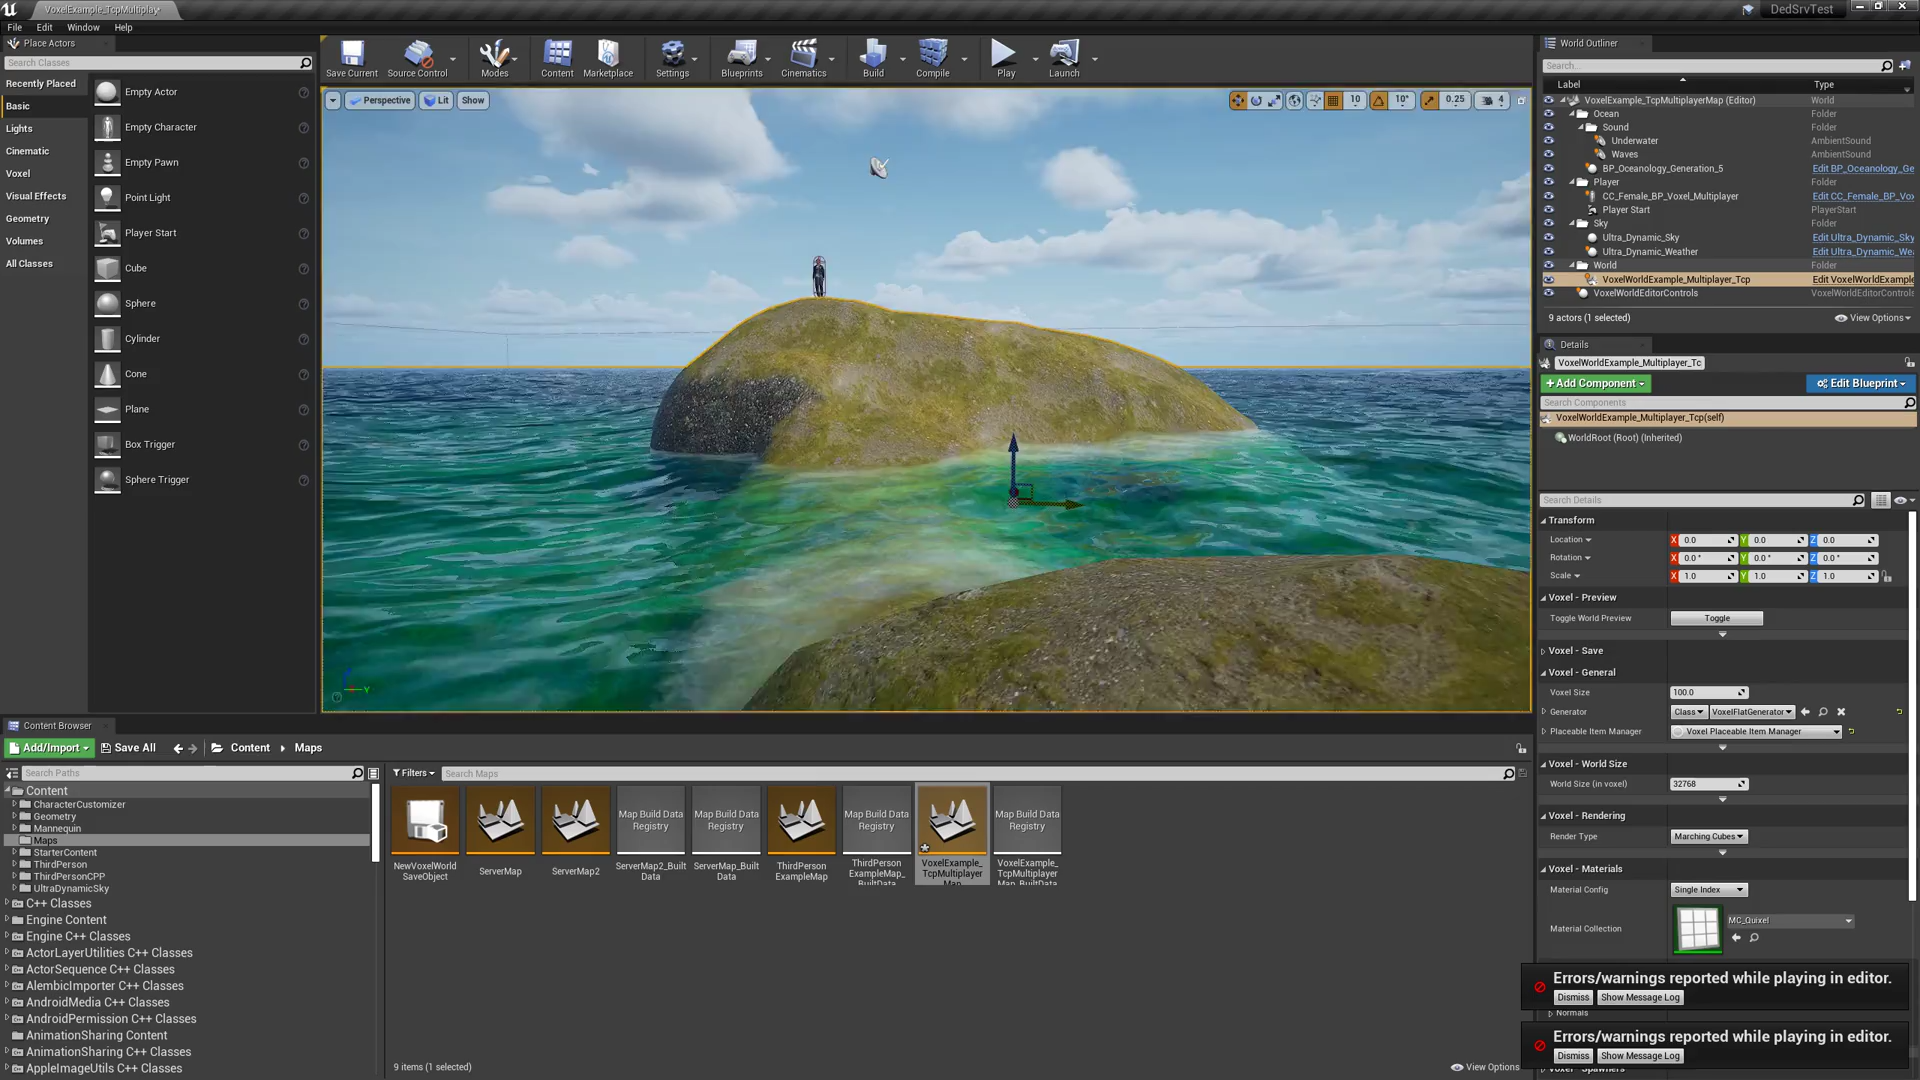 VoxelExample_TcpMultiplay
DedSrvTest
File Edit Window Help
Place Actors
Search Classes
Recently Placed
Basic
Lights
Cinematic
Voxel
Visual Effects
Geometry
Volumes
All Classes
Empty Actor
Empty Character
Empty Pawn
Point Light
Player Start
Cube
Sphere
Cylinder
Cone
Plane
Box Trigger
Sphere Trigger
Save Current Source Control Modes Content Marketplace Settings Blueprints Cinematics Build Compile Play Launch
Perspective Lit Show
10 10° 0.25 4
World Outliner
Search...
Label Type
VoxelExample_TcpMultiplayerMap (Editor) World
Ocean Folder
Sound Folder
Underwater AmbientSound
Waves AmbientSound
BP_Oceanology_Generation_5 Edit BP_Oceanology_Ge
Player Folder
CC_Female_BP_Voxel_Multiplayer Edit CC_Female_BP_Vox
Player Start PlayerStart
Sky Folder
Ultra_Dynamic_Sky Edit Ultra_Dynamic_Sky
Ultra_Dynamic_Weather Edit Ultra_Dynamic_Wea
World Folder
VoxelWorldExample_Multiplayer_Tcp Edit VoxelWorldExample
VoxelWorldEditorControls VoxelWorldEditorControls
9 actors (1 selected) View Options
Details
VoxelWorldExample_Multiplayer_Tc
+Add Component Edit Blueprint
Search Components
VoxelWorldExample_Multiplayer_Tcp(self)
WorldRoot (Root) (Inherited)
Search Details
Transform
Location X 0.0 Y 0.0 Z 0.0
Rotation X 0.0 ° Y 0.0 ° Z 0.0 °
Scale X 1.0 Y 1.0 Z 1.0
Voxel - Preview
Toggle World Preview Toggle
Voxel - Save
Voxel - General
Voxel Size 100.0
Generator Class VoxelFlatGenerator
Placeable Item Manager Voxel Placeable Item Manager
Voxel - World Size
World Size (in voxel) 32768
Voxel - Rendering
Render Type Marching Cubes
Voxel - Materials
Material Config Single Index
Material Collection MC_Quixel
Errors/warnings reported while playing in editor.
Dismiss Show Message Log
Normals
Errors/warnings reported while playing in editor.
Dismiss Show Message Log
Voxel - Spawners
Y
Content Browser
Add/Import Save All Content Maps
Search Paths
Filters Search Maps
Content
CharacterCustomizer
Geometry
Mannequin
Maps
StarterContent
ThirdPerson
ThirdPersonCPP
UltraDynamicSky
C++ Classes
Engine Content
Engine C++ Classes
ActorLayerUtilities C++ Classes
ActorSequence C++ Classes
AlembicImporter C++ Classes
AndroidMedia C++ Classes
AndroidPermission C++ Classes
AnimationSharing Content
AnimationSharing C++ Classes
AppleImageUtils C++ Classes
NewVoxelWorld
SaveObject
ServerMap
ServerMap2
Map Build Data
Registry
ServerMap2_Built
Data
Map Build Data
Registry
ServerMap_Built
Data
ThirdPerson
ExampleMap
Map Build Data
Registry
ThirdPerson
ExampleMap_
BuiltData
VoxelExample_
TcpMultiplayer
Map
Map Build Data
Registry
VoxelExample_
TcpMultiplayer
Map_BuiltData
9 items (1 selected) View Options